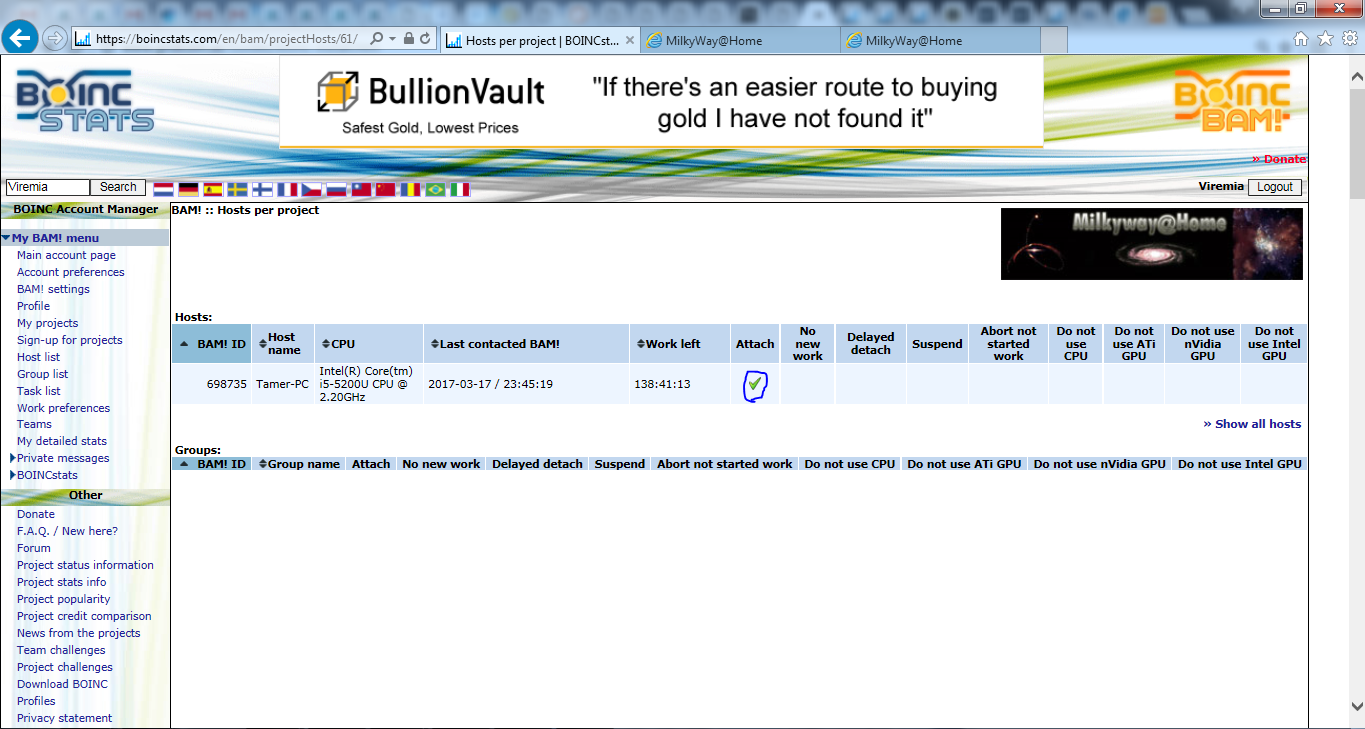 https://boincstats.com/en/bam/projectHosts/61/
Hosts per project | BOINCst...
MilkyWay@Home
MilkyWay@Home
BOINC
STATS
BullionVault
Safest Gold, Lowest Prices
"If there's an easier route to buying
gold I have not found it"
BOINC
BAM!
» Donate
Viremia Search
Viremia Logout
BOINC Account Manager
My BAM! menu
Main account page
Account preferences
BAM! settings
Profile
My projects
Sign-up for projects
Host list
Group list
Task list
Work preferences
Teams
My detailed stats
Private messages
BOINCstats
Other
Donate
F.A.Q. / New here?
Forum
Project status information
Project stats info
Project popularity
Project credit comparison
News from the projects
Team challenges
Project challenges
Download BOINC
Profiles
Privacy statement
BAM! :: Hosts per project
Milkyway@Home
Hosts:
BAM! ID Host name CPU Last contacted BAM! Work left Attach No new work Delayed detach Suspend Abort not started work Do not use CPU Do not use ATi GPU Do not use nVidia GPU Do not use Intel GPU
698735 Tamer-PC Intel(R) Core(tm) i5-5200U CPU @ 2.20GHz 2017-03-17 / 23:45:19 138:41:13
» Show all hosts
Groups:
BAM! ID Group name Attach No new work Delayed detach Suspend Abort not started work Do not use CPU Do not use ATi GPU Do not use nVidia GPU Do not use Intel GPU